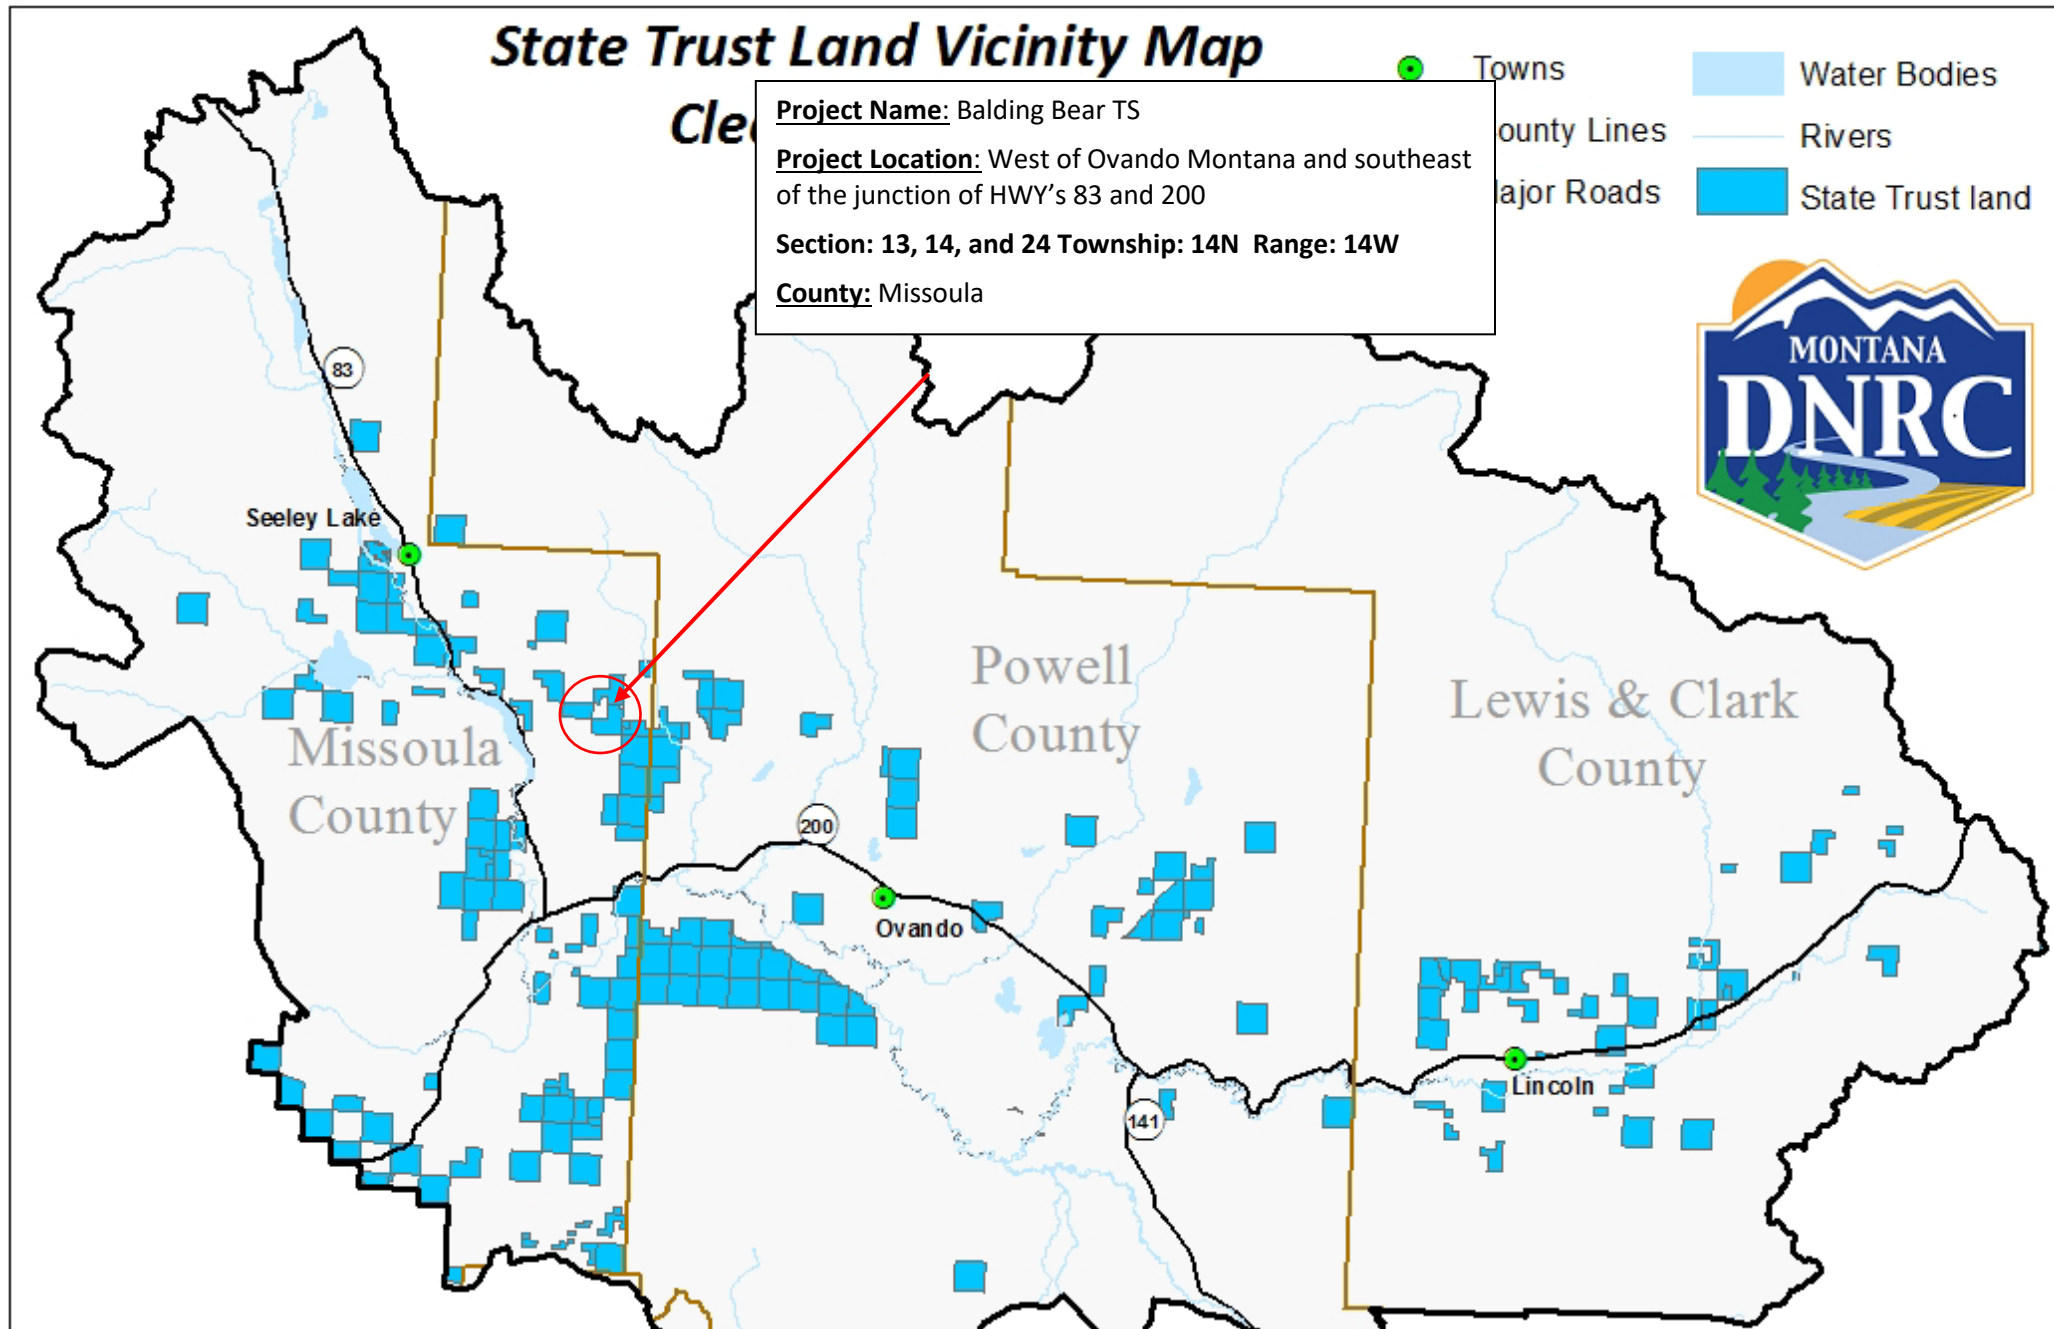 State Trust Land Vicinity Map
Project Name: Balding Bear TS
Project Location: West of Ovando Montana and southeast
of the junction of HWY's 83 and 200
Section: 13, 14, and 24 Township: 14N Range: 14W
County: Missoula
Towns
ounty Lines
ajor Roads
Water Bodies
Rivers
State Trust land
MONTANA
DNRC
83
Seeley Lake
Missoula
County
Powell
County
Lewis & Clark
County
200
Ovando
141
Lincoln